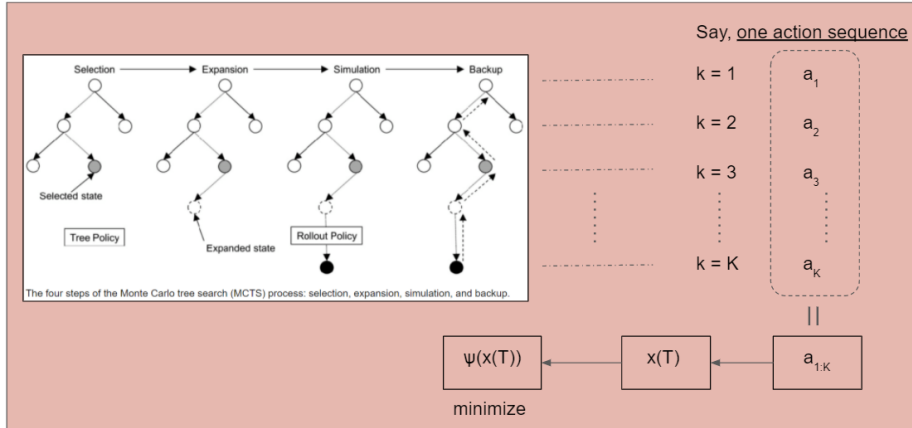 Say, one action sequence
Selection Expansion Simulation Backup
k = 1 a1
k = 2 a2
k = 3 a3
Selected state
Tree Policy
Expanded state
Rollout Policy
k = K aK
The four steps of the Monte Carlo tree search (MCTS) process: selection, expansion, simulation, and backup.
||
ψ(x(T)) x(T) a1:K
minimize